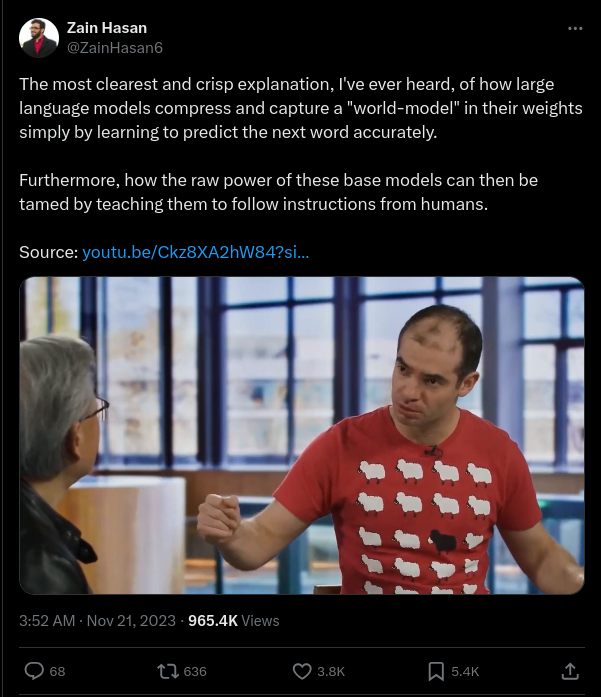 Zain Hasan
@ZainHasan6
The most clearest and crisp explanation, I've ever heard, of how large
language models compress and capture a "world-model" in their weights
simply by learning to predict the next word accurately.
Furthermore, how the raw power of these base models can then be
tamed by teaching them to follow instructions from humans.
Source: youtu.be/Ckz8XA2hW84?si...
3:52 AM · Nov 21, 2023 · 965.4K Views
68 636 3.8K 5.4K